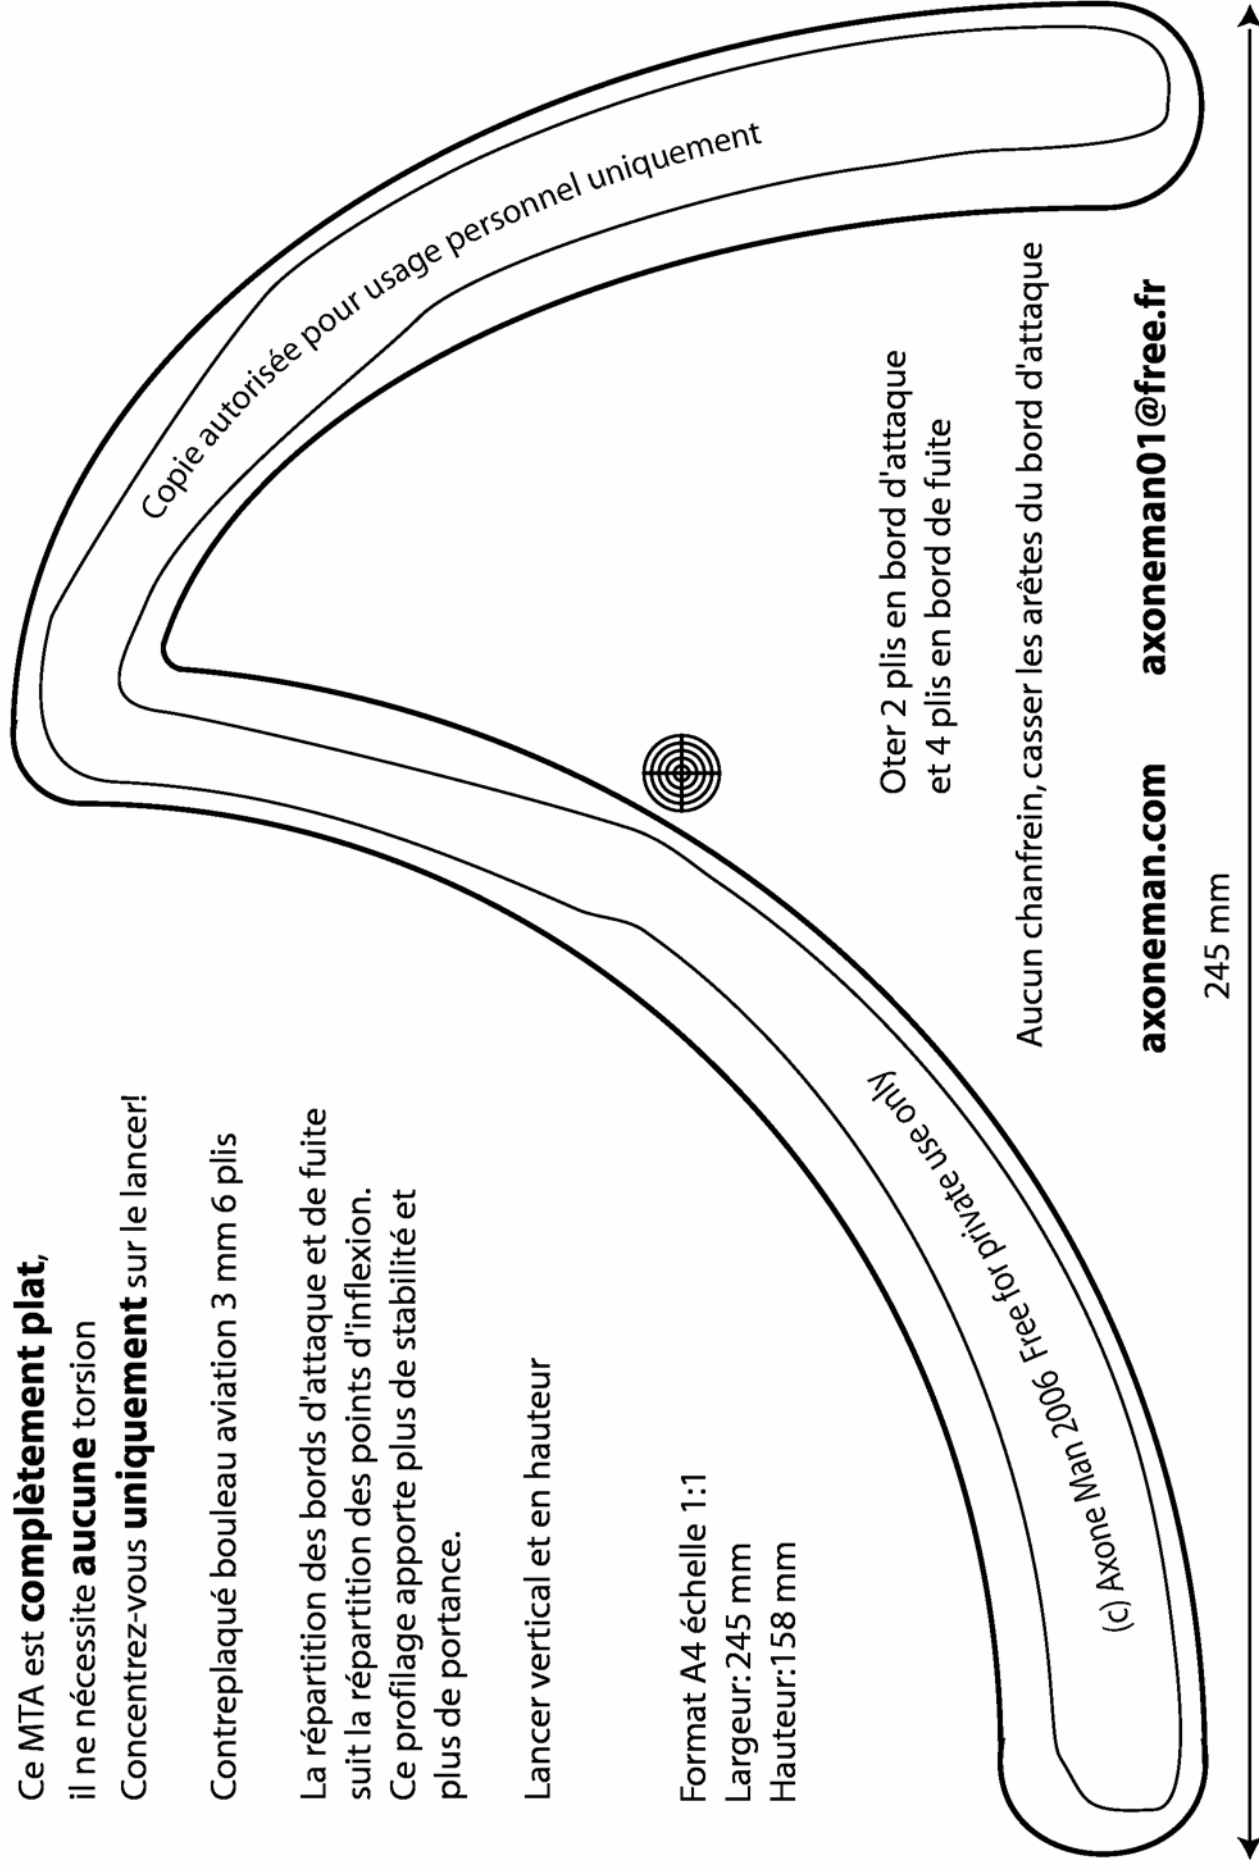 Ce MTA est complètement plat,
il ne nécessite aucune torsion
Concentrez-vous uniquement sur le lancer!
Contreplaqué bouleau aviation 3 mm 6 plis
La répartition des bords d'attaque et de fuite
suit la répartition des points d'inflexion.
Ce profilage apporte plus de stabilité et
plus de portance.
Lancer vertical et en hauteur
Format A4 échelle 1:1
Largeur:245 mm
Hauteur:158 mm
Copie autorisée pour usage personnel uniquement
(c) Axone Man 2006 Free for private use only
Oter 2 plis en bord d'attaque
et 4 plis en bord de fuite
Aucun chanfrein, casser les arêtes du bord d'attaque
axoneman.com axoneman01@free.fr
245 mm